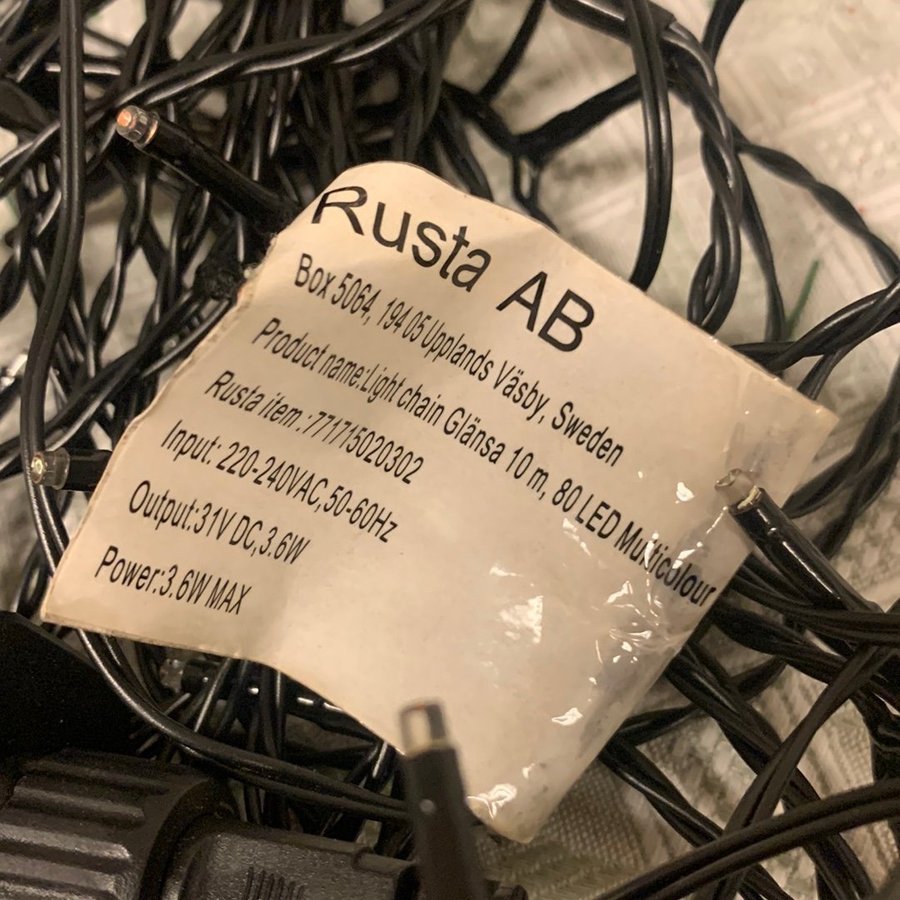 Rusta AB
Box 5064, 194 05 Upplands Väsby, Sweden
Product name:Light chain Glänsa 10 m, 80 LED Multicolour
Rusta item.:771715020302
Input: 220-240VAC,50-60Hz
Output:31V DC,3.6W
Power:3.6W MAX